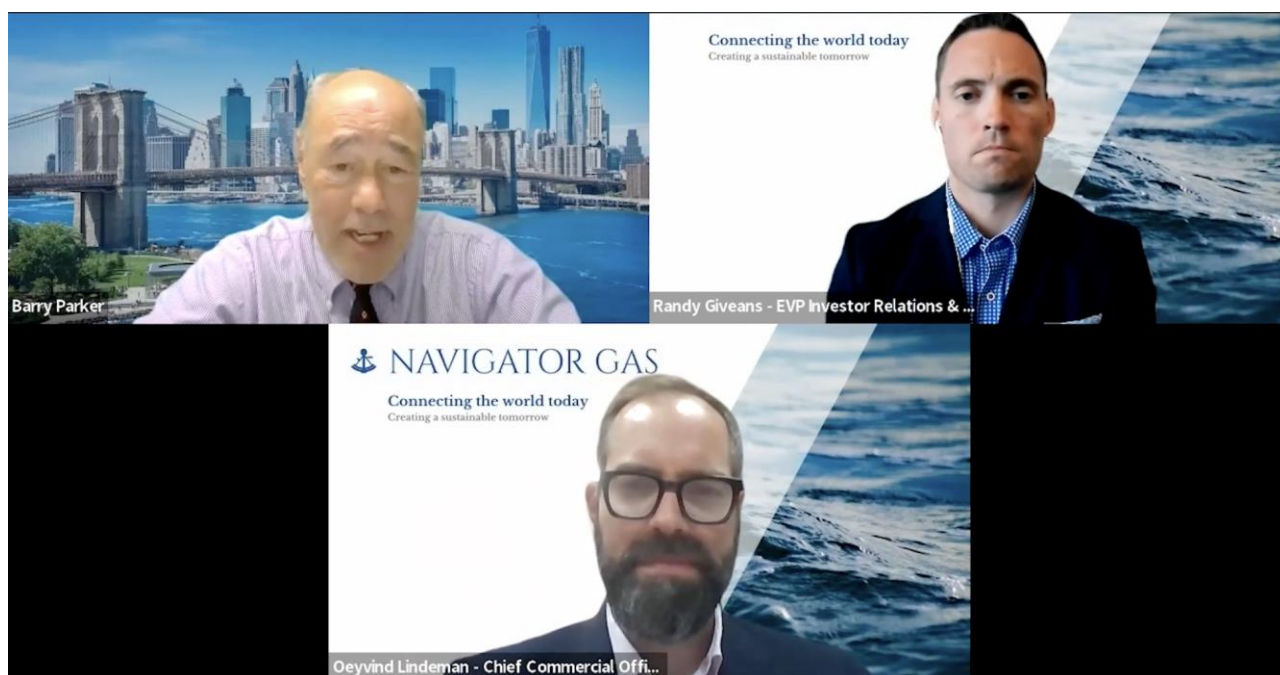 Connecting the world today
Creating a sustainable tomorrow
Barry Parker
Randy Giveans - EVP Investor Relations & ...
NAVIGATOR GAS
Connecting the world today
Creating a sustainable tomorrow
Oeyvind Lindeman - Chief Commercial Offi...